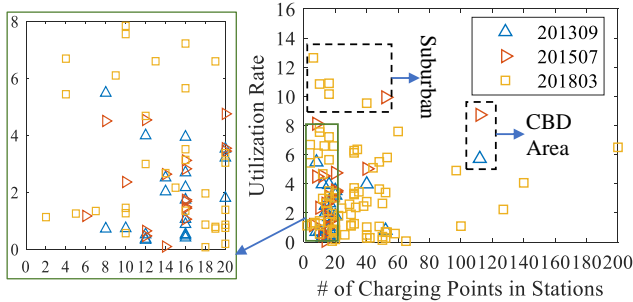 8
6
4
2
0
0 2 4 6 8 10 12 14 16 18 20
Utilization Rate
16
14
12
10
8
6
4
2
0
201309
201507
201803
Suburban
CBD
Area
0 20 40 60 80 100 120 140 160 180 200
# of Charging Points in Stations